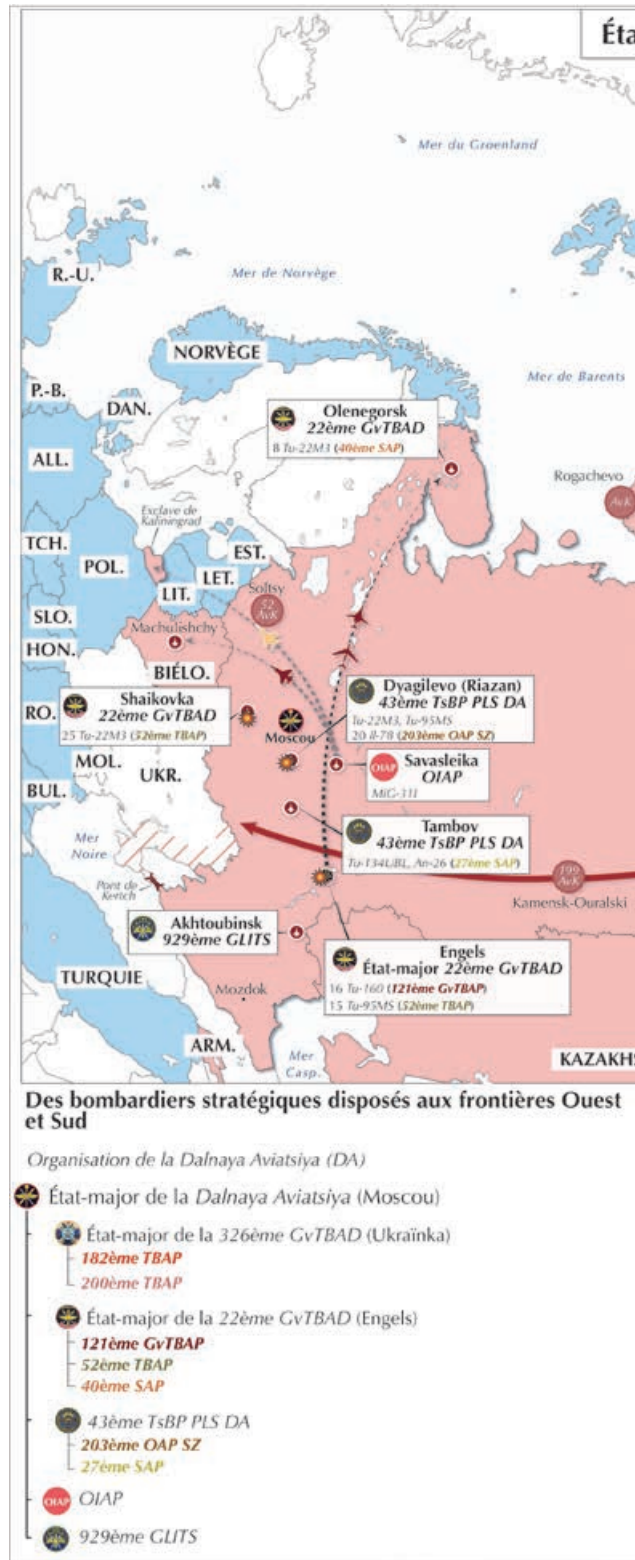 Éta
Mer du Groenland
R.-U.
Mer de Norvège
NORVÈGE
Mer de Barents
P.-B.
DAN.
Olenegorsk
22ème GvTBAD
8 Tu-22M3 (40ème SAP)
ALL.
Rogachevo
AvK
Exclave de
Kaliningrad
TCH.
POL.
EST.
LET.
LIT.
Soltsy
52
AvK
SLO.
Machulishchy
HON.
BIÉLO.
Shaikovka
22ème GvTBAD
25 Tu-22M3 (52ème TBAP)
Dyagilevo (Riazan)
43ème TsBP PLS DA
Tu-22M3, Tu-95MS
20 Il-78 (203ème OAP SZ)
RO.
Moscou
MOL.
UKR.
OIAP
Savasleika
OIAP
MiG-31I
BUL.
Mer
Noire
Tambov
43ème TsBP PLS DA
Tu-134UBL, An-26 (27ème SAP)
Pont de
Kertch
199
AvK
Kamensk-Ouralski
Akhtoubinsk
929ème GLITS
Engels
État-major 22ème GvTBAD
16 Tu-160 (121ème GvTBAP)
15 Tu-95MS (52ème TBAP)
TURQUIE
Mozdok
ARM.
Mer
Casp.
KAZAKHS
Des bombardiers stratégiques disposés aux frontières Ouest
et Sud
Organisation de la Dalnaya Aviatsiya (DA)
État-major de la Dalnaya Aviatsiya (Moscou)
État-major de la 326ème GvTBAD (Ukraïnka)
182ème TBAP
200ème TBAP
État-major de la 22ème GvTBAD (Engels)
121ème GvTBAP
52ème TBAP
40ème SAP
43ème TsBP PLS DA
203ème OAP SZ
27ème SAP
OIAP
OIAP
929ème GLITS